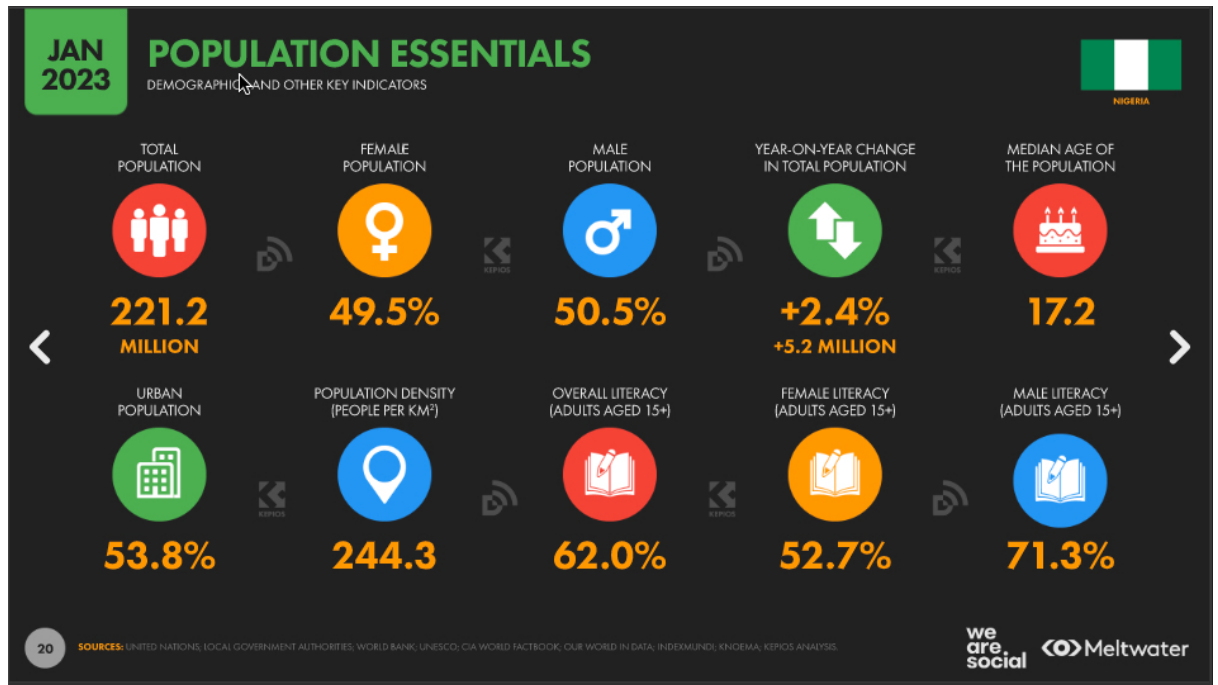 JAN
2023
POPULATION ESSENTIALS
DEMOGRAPHICS AND OTHER KEY INDICATORS
NIGERIA
TOTAL
POPULATION
221.2
MILLION
FEMALE
POPULATION
49.5%
MALE
POPULATION
50.5%
YEAR-ON-YEAR CHANGE
IN TOTAL POPULATION
+2.4%
+5.2 MILLION
MEDIAN AGE OF
THE POPULATION
17.2
KEPIOS
KEPIOS
URBAN
POPULATION
53.8%
POPULATION DENSITY
(PEOPLE PER KM²)
244.3
OVERALL LITERACY
(ADULTS AGED 15+)
62.0%
FEMALE LITERACY
(ADULTS AGED 15+)
52.7%
MALE LITERACY
(ADULTS AGED 15+)
71.3%
KEPIOS
KEPIOS
20
SOURCES: UNITED NATIONS; LOCAL GOVERNMENT AUTHORITIES; WORLD BANK; UNESCO; CIA WORLD FACTBOOK; OUR WORLD IN DATA; INDEXMUNDI; KNOEMA; KEPIOS ANALYSIS.
we
are.
social
Meltwater